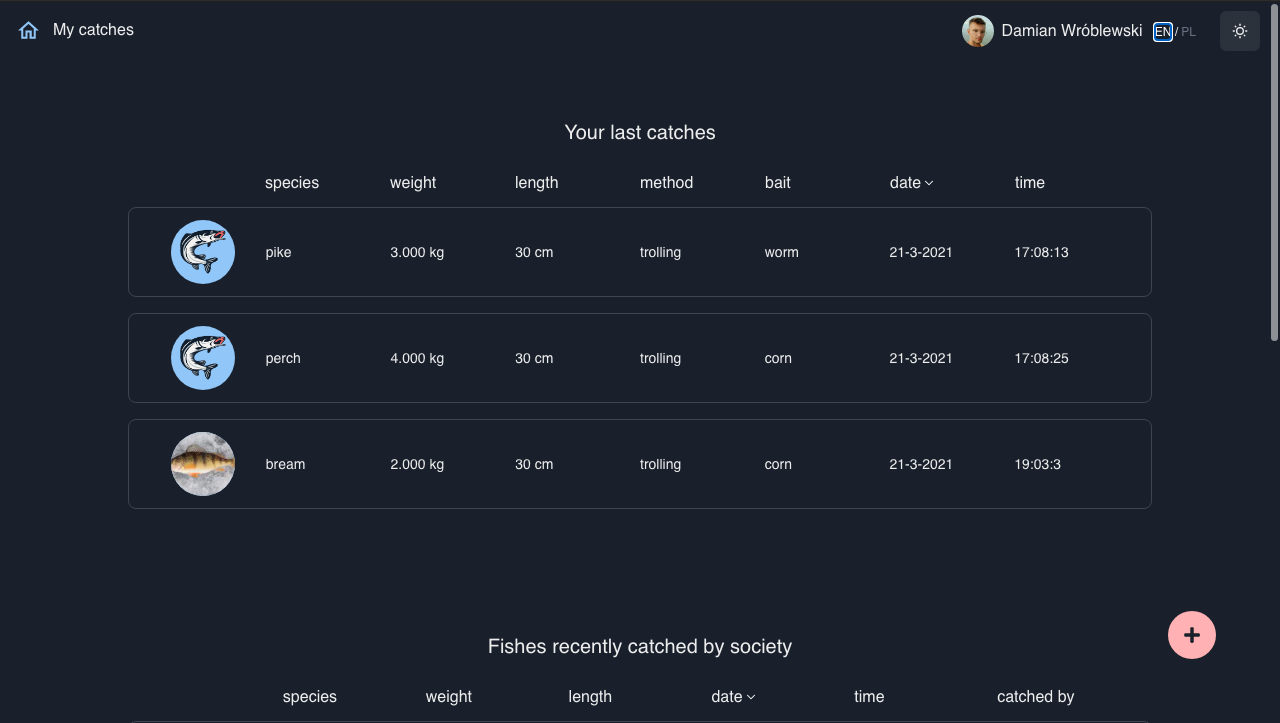 My catches
Damian Wróblewski EN / PL
Your last catches
species weight length method bait date time
pike 3.000 kg 30 cm trolling worm 21-3-2021 17:08:13
perch 4.000 kg 30 cm trolling corn 21-3-2021 17:08:25
bream 2.000 kg 30 cm trolling corn 21-3-2021 19:03:3
Fishes recently catched by society
species weight length date time catched by